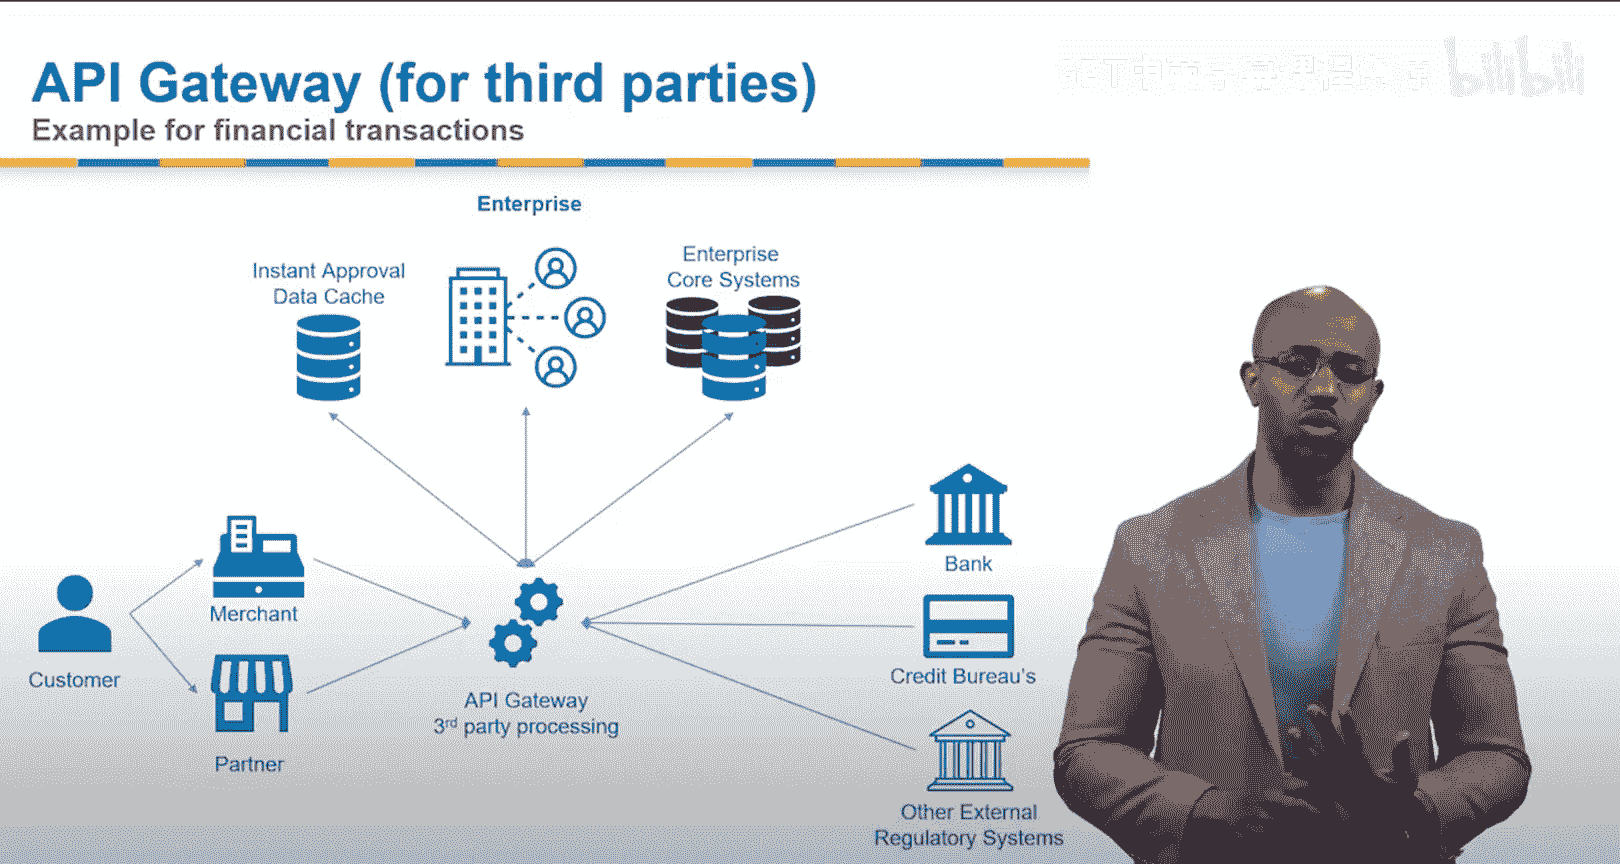 API Gateway (for third parties)
Example for financial transactions
bilibili
Enterprise
Instant Approval
Data Cache
Enterprise
Core Systems
Bank
Merchant
Customer
Credit Bureau's
API Gateway
3rd party processing
Partner
Other External
Regulatory Systems